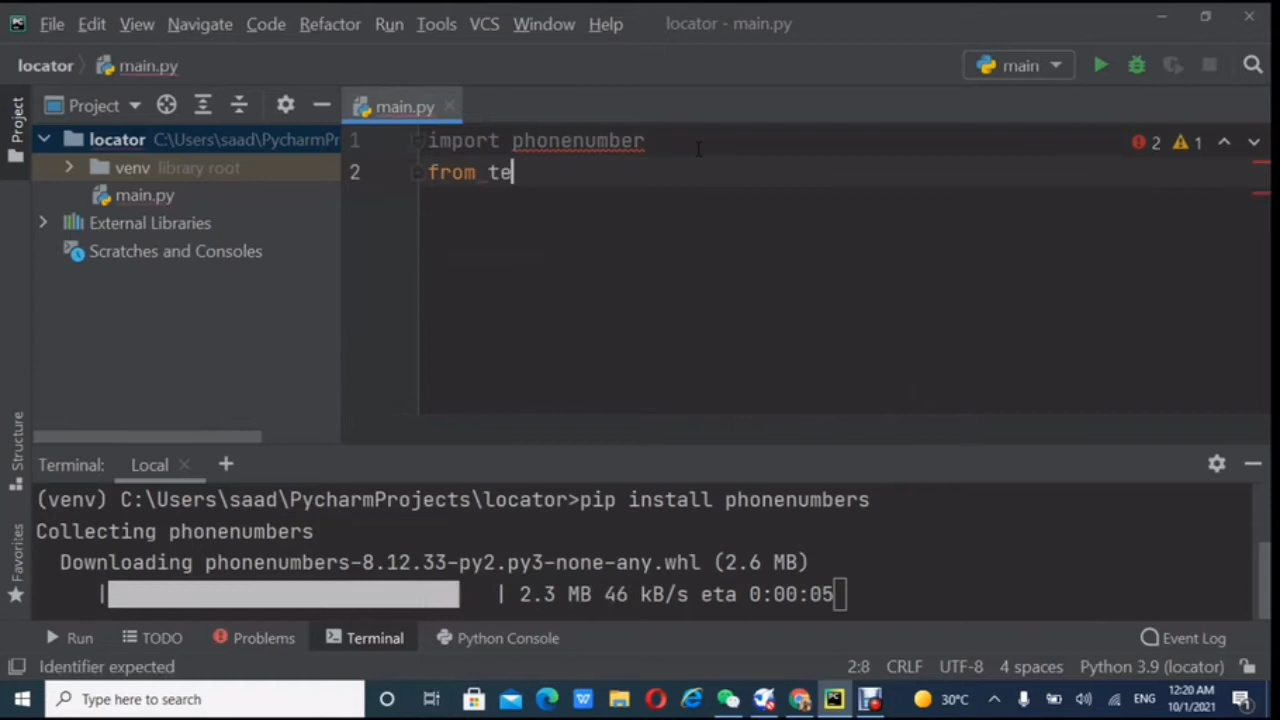 File Edit View Navigate Code Refactor Run Tools VCS Window Help locator - main.py
locator main.py main
Project main.py
Project
locator C:\Users\saad\PycharmPr
venv library root
main.py
External Libraries
Scratches and Consoles
1 import phonenumber
2 from te
2 1
Structure
Favorites
Terminal: Local +
(venv) C:\Users\saad\PycharmProjects\locator>pip install phonenumbers
Collecting phonenumbers
Downloading phonenumbers-8.12.33-py2.py3-none-any.whl (2.6 MB)
| | 2.3 MB 46 kB/s eta 0:00:05
Run TODO Problems Terminal Python Console Event Log
Identifier expected 2:8 CRLF UTF-8 4 spaces Python 3.9 (locator)
Type here to search 30°C ENG 12:20 AM
10/1/2021